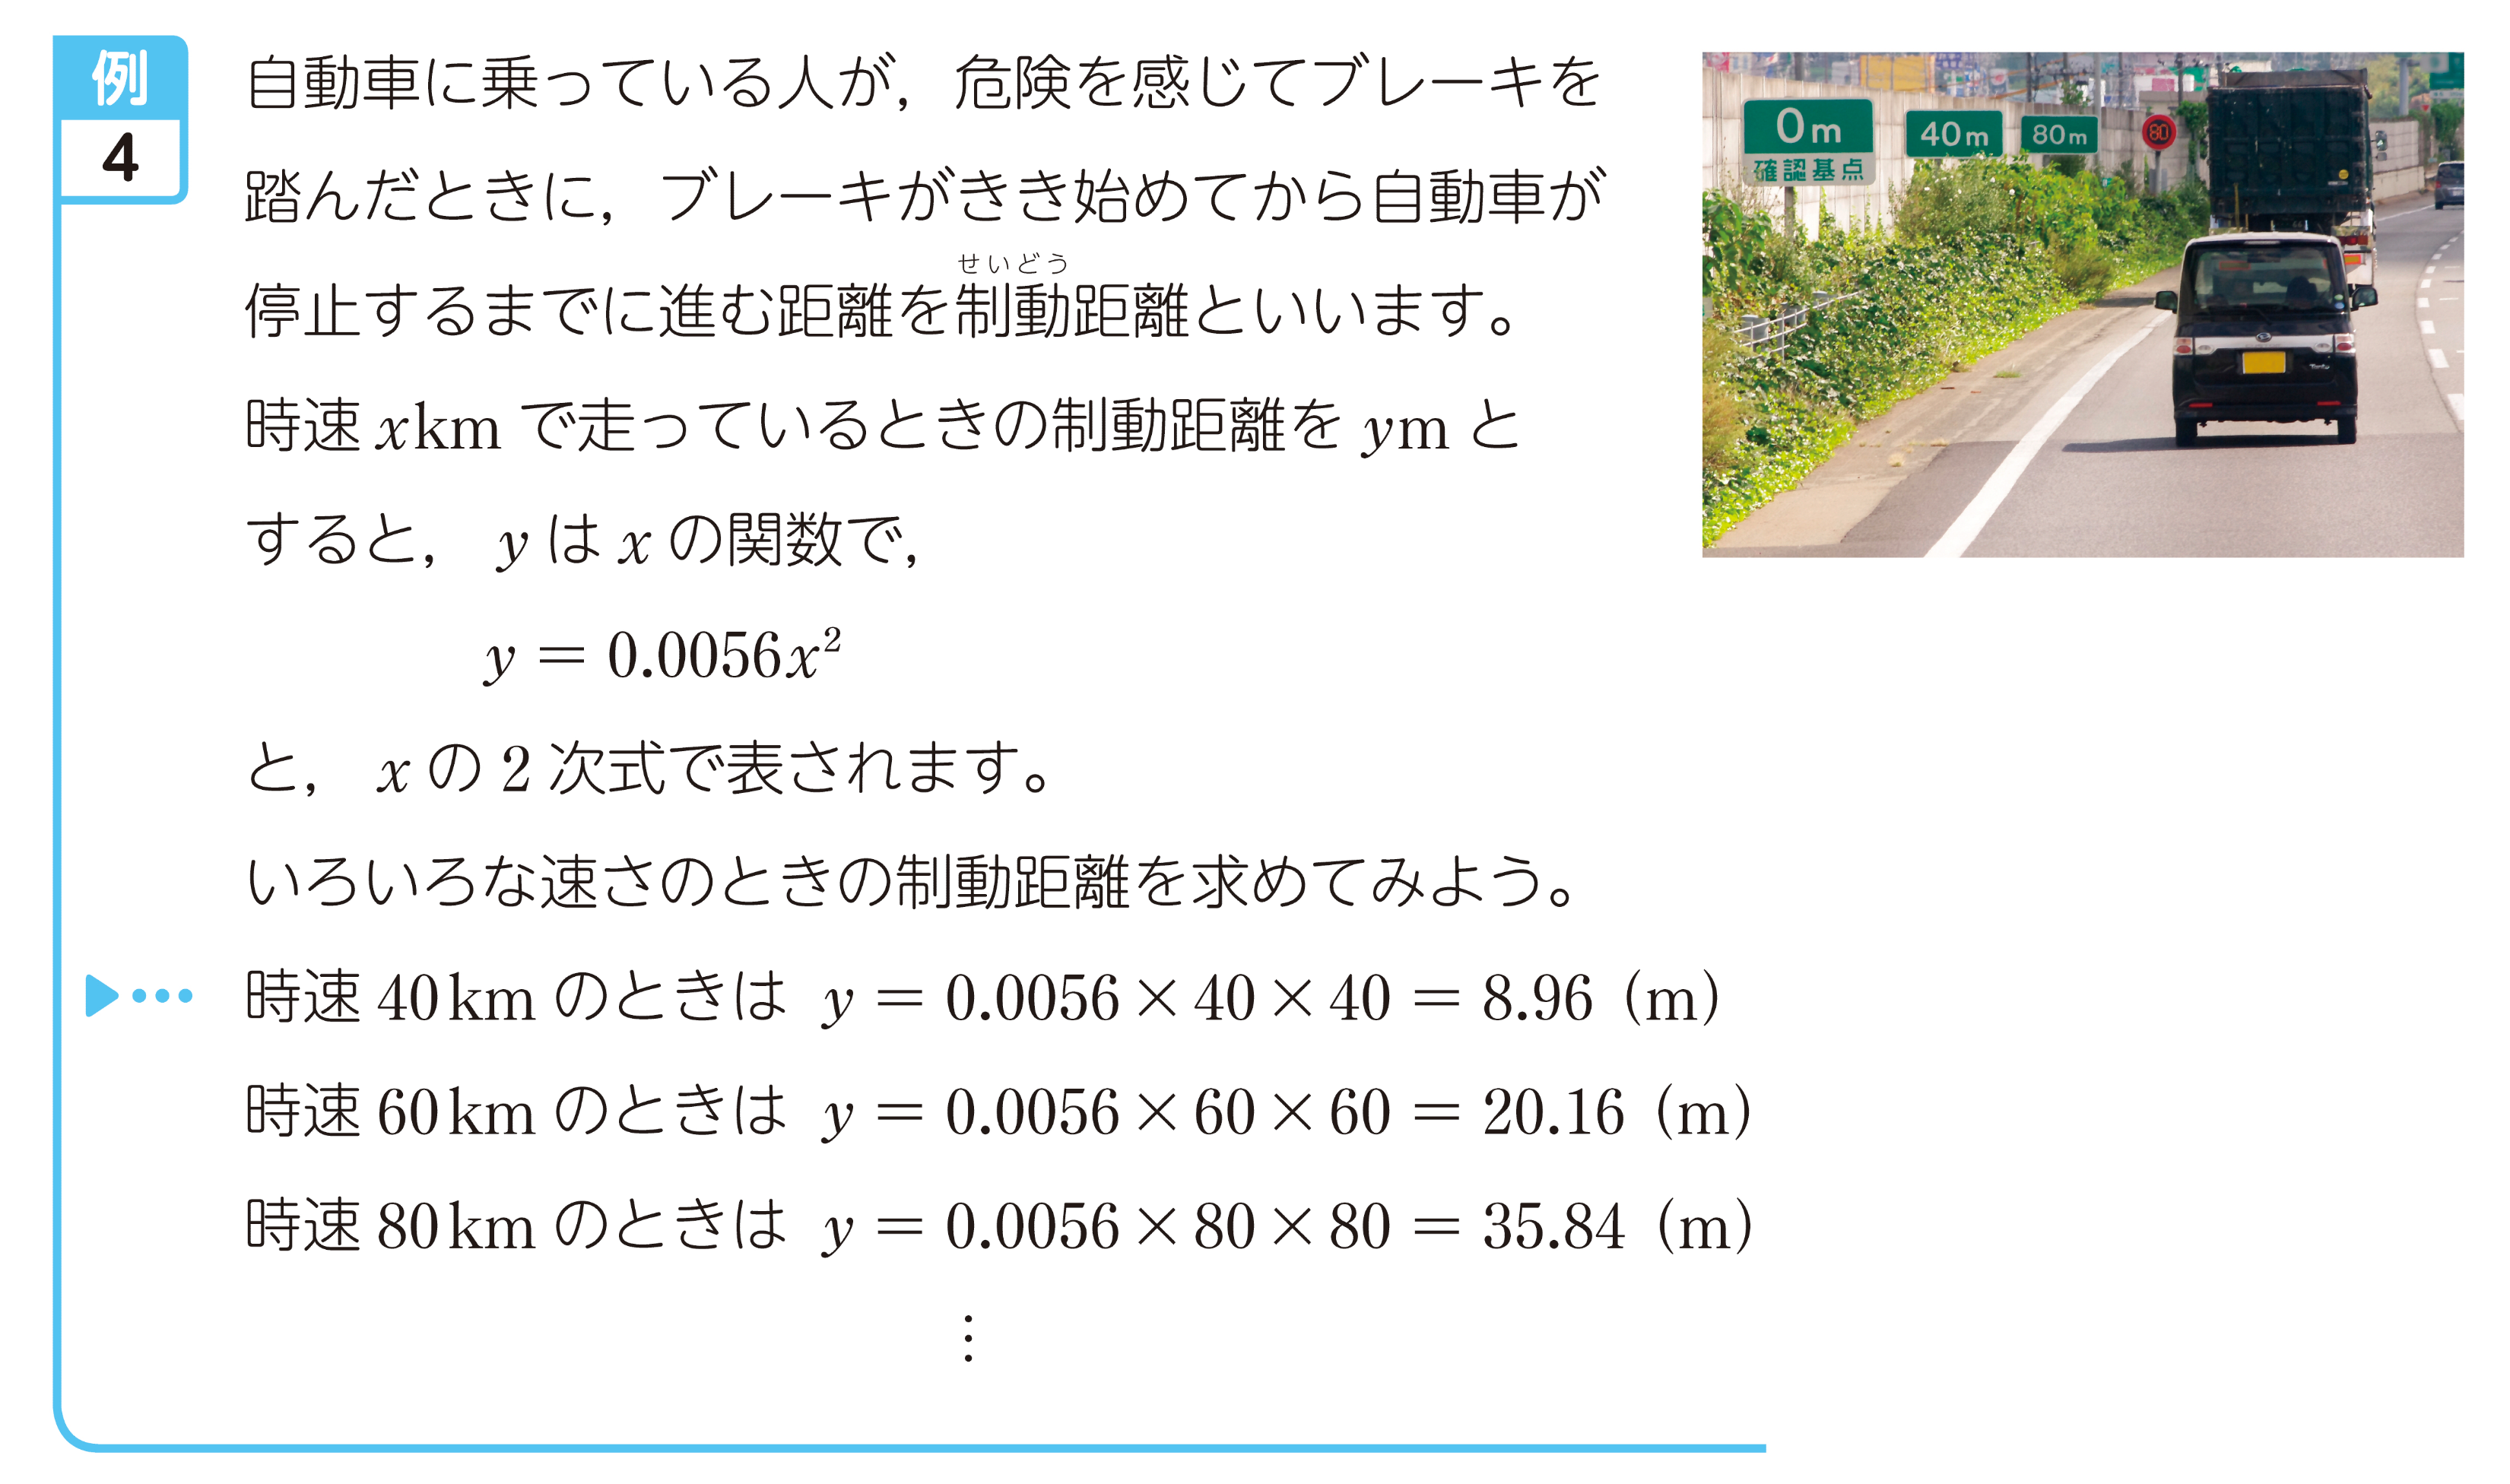 例
4
自動車に乗っている人が，危険を感じてブレーキを
踏んだときに，ブレーキがきき始めてから自動車が
せいどう
停止するまでに進む距離を制動距離といいます。
時速 xkm で走っているときの制動距離を ym と
すると，y は x の関数で，
y = 0.0056x²
と，x の 2 次式で表されます。
いろいろな速さのときの制動距離を求めてみよう。
時速 40 km のときは y = 0.0056 × 40 × 40 = 8.96 (m)
時速 60 km のときは y = 0.0056 × 60 × 60 = 20.16 (m)
時速 80 km のときは y = 0.0056 × 80 × 80 = 35.84 (m)
⋮
0m
確認基点
40m
80m
80